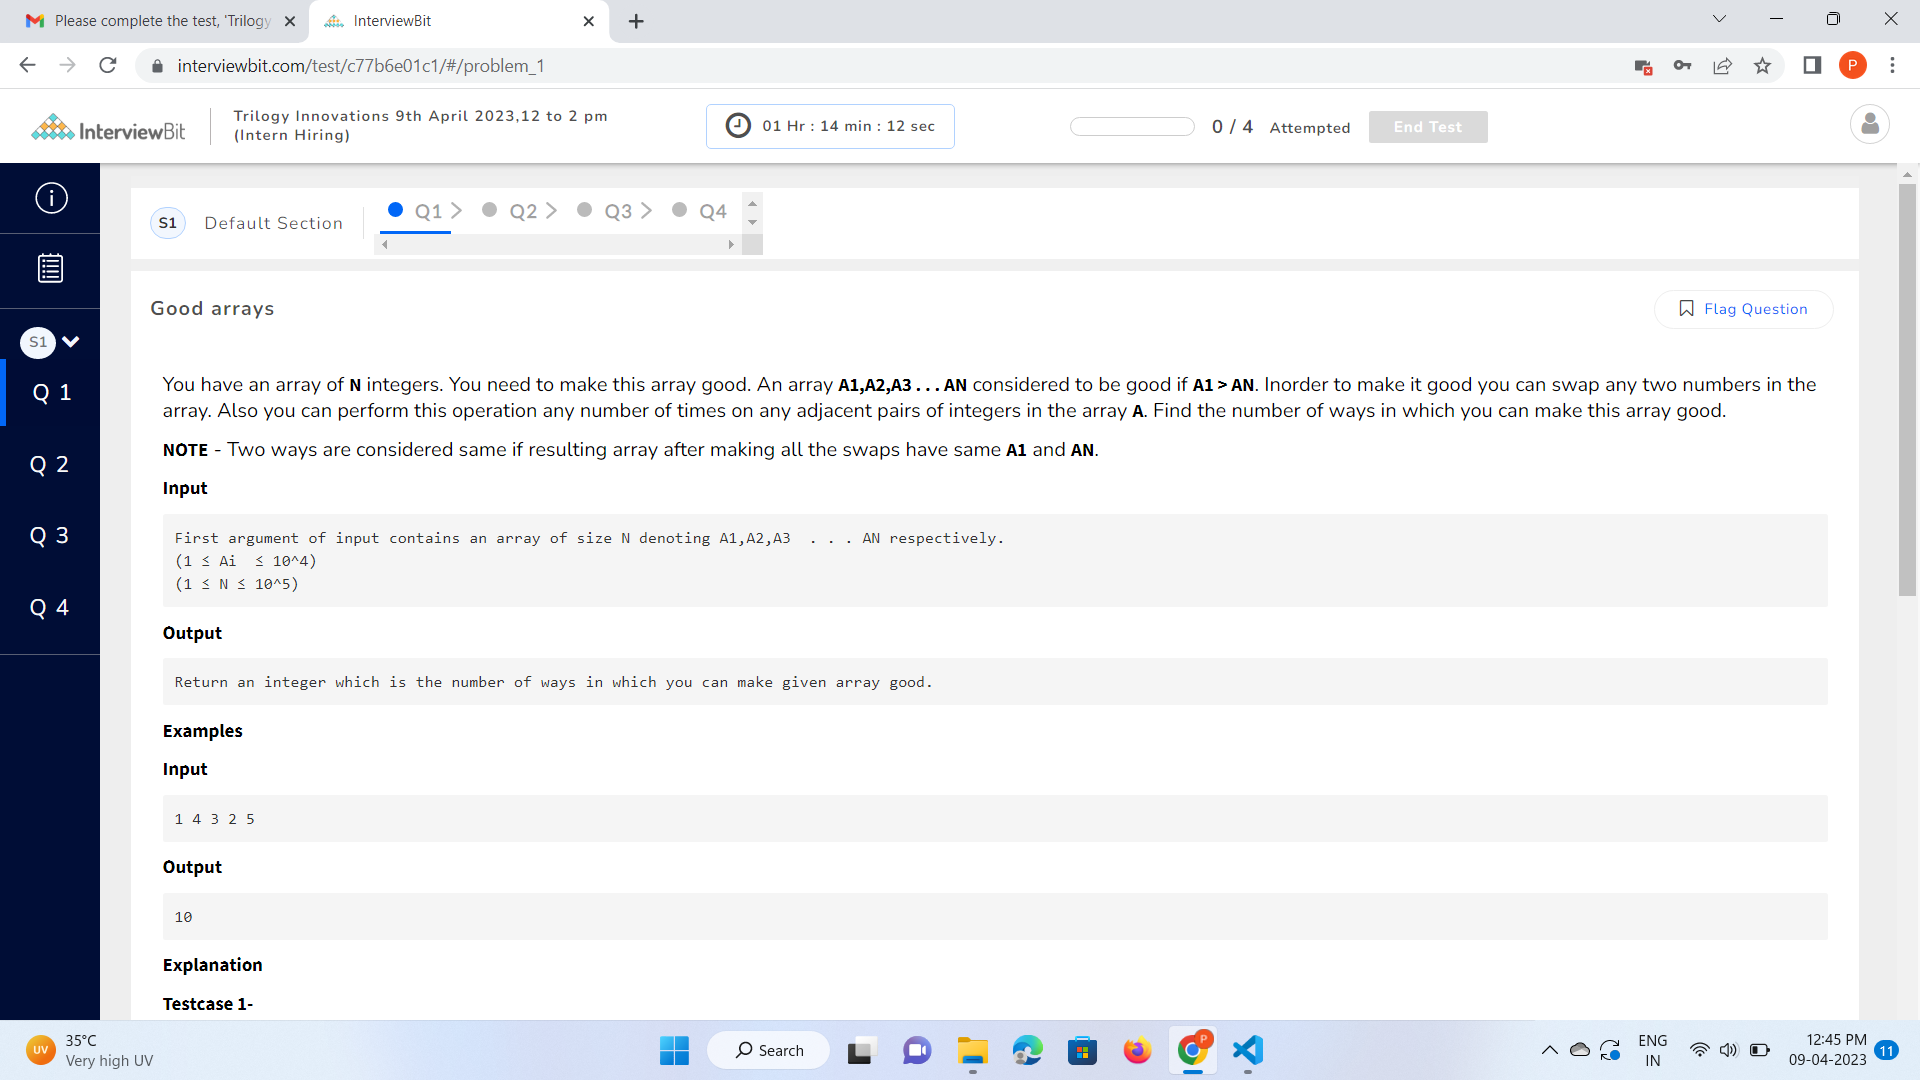 Please complete the test, 'Trilogy
InterviewBit
interviewbit.com/test/c77b6e01c1/#/problem_1
P
InterviewBit
Trilogy Innovations 9th April 2023,12 to 2 pm
(Intern Hiring)
01 Hr : 14 min : 12 sec
0 / 4 Attempted
End Test
S1 Default Section
Q1 > Q2 > Q3 > Q4
S1
Q 1
Q 2
Q 3
Q 4
Good arrays
Flag Question
You have an array of N integers. You need to make this array good. An array A1,A2,A3 . . . AN considered to be good if A1 > AN. Inorder to make it good you can swap any two numbers in the
array. Also you can perform this operation any number of times on any adjacent pairs of integers in the array A. Find the number of ways in which you can make this array good.
NOTE - Two ways are considered same if resulting array after making all the swaps have same A1 and AN.
Input
First argument of input contains an array of size N denoting A1,A2,A3 . . . AN respectively.
(1 ≤ Ai ≤ 10^4)
(1 ≤ N ≤ 10^5)
Output
Return an integer which is the number of ways in which you can make given array good.
Examples
Input
1 4 3 2 5
Output
10
Explanation
Testcase 1-
UV
35°C
Very high UV
Search
P
ENG
IN
12:45 PM
09-04-2023
11